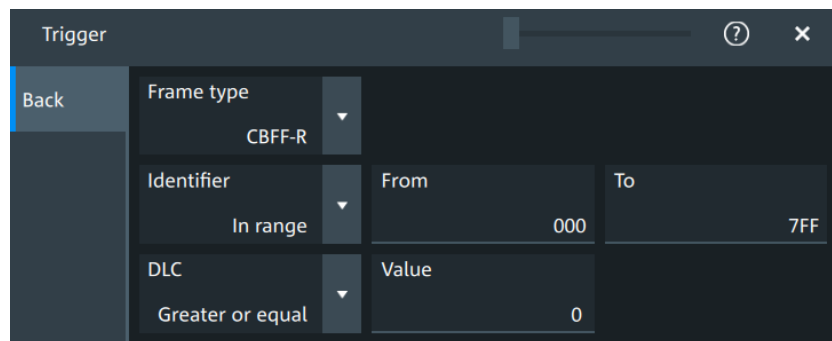 Trigger
?
Back
Frame type
CBFF-R
Identifier
In range
From
000
To
7FF
DLC
Greater or equal
Value
0